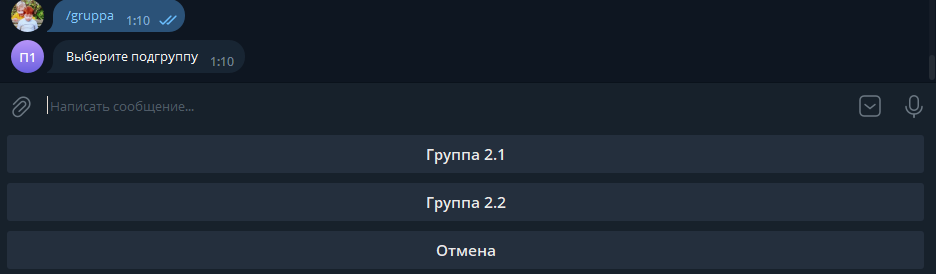 /gruppa 1:10
П1
Выберите подгруппу 1:10
Написать сообщение...
Группа 2.1
Группа 2.2
Отмена